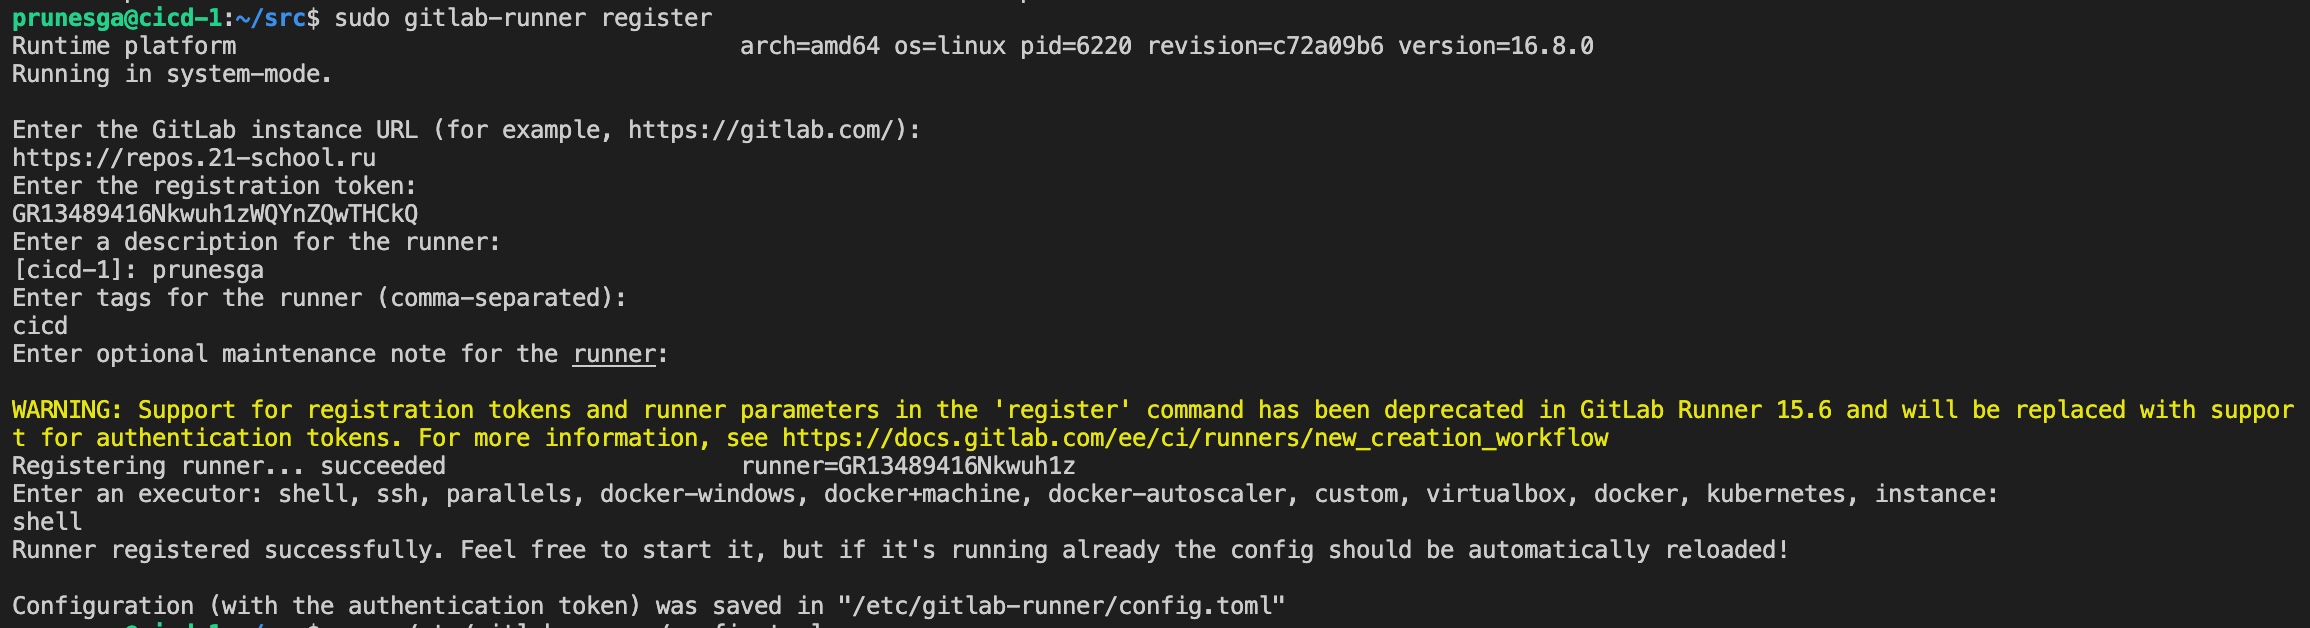 prunesga@cicd-1:~/src$ sudo gitlab-runner register
Runtime platform                                    arch=amd64 os=linux pid=6220 revision=c72a09b6 version=16.8.0
Running in system-mode.
Enter the GitLab instance URL (for example, https://gitlab.com/):
https://repos.21-school.ru
Enter the registration token:
GR13489416Nkwuh1zWQYnZQwTHCkQ
Enter a description for the runner:
[cicd-1]: prunesga
Enter tags for the runner (comma-separated):
cicd
Enter optional maintenance note for the runner:
WARNING: Support for registration tokens and runner parameters in the 'register' command has been deprecated in GitLab Runner 15.6 and will be replaced with suppor
t for authentication tokens. For more information, see https://docs.gitlab.com/ee/ci/runners/new_creation_workflow
Registering runner... succeeded                     runner=GR13489416Nkwuh1z
Enter an executor: shell, ssh, parallels, docker-windows, docker+machine, docker-autoscaler, custom, virtualbox, docker, kubernetes, instance:
shell
Runner registered successfully. Feel free to start it, but if it's running already the config should be automatically reloaded!
Configuration (with the authentication token) was saved in "/etc/gitlab-runner/config.toml"